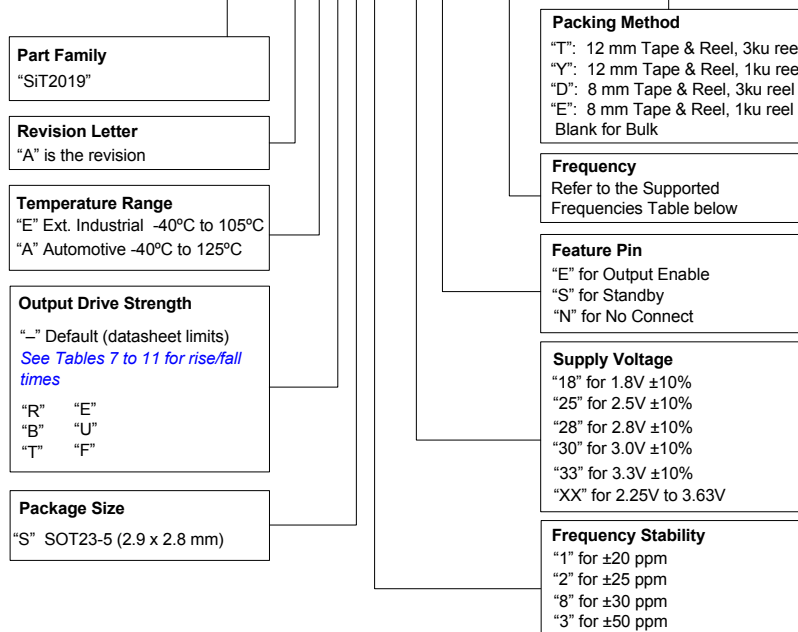 Part Family
“SiT2019”
Revision Letter
“A” is the revision
Temperature Range
“E” Ext. Industrial -40ºC to 105ºC
“A” Automotive -40ºC to 125ºC
Output Drive Strength
“–” Default (datasheet limits)
See Tables 7 to 11 for rise/fall
times
“R” “E”
“B” “U”
“T” “F”
Package Size
“S” SOT23-5 (2.9 x 2.8 mm)
Packing Method
“T”: 12 mm Tape & Reel, 3ku ree
“Y”: 12 mm Tape & Reel, 1ku ree
“D”: 8 mm Tape & Reel, 3ku reel
“E”: 8 mm Tape & Reel, 1ku reel
Blank for Bulk
Frequency
Refer to the Supported
Frequencies Table below
Feature Pin
“E” for Output Enable
“S” for Standby
“N” for No Connect
Supply Voltage
“18” for 1.8V ±10%
“25” for 2.5V ±10%
“28” for 2.8V ±10%
“30” for 3.0V ±10%
“33” for 3.3V ±10%
“XX” for 2.25V to 3.63V
Frequency Stability
“1” for ±20 ppm
“2” for ±25 ppm
“8” for ±30 ppm
“3” for ±50 ppm